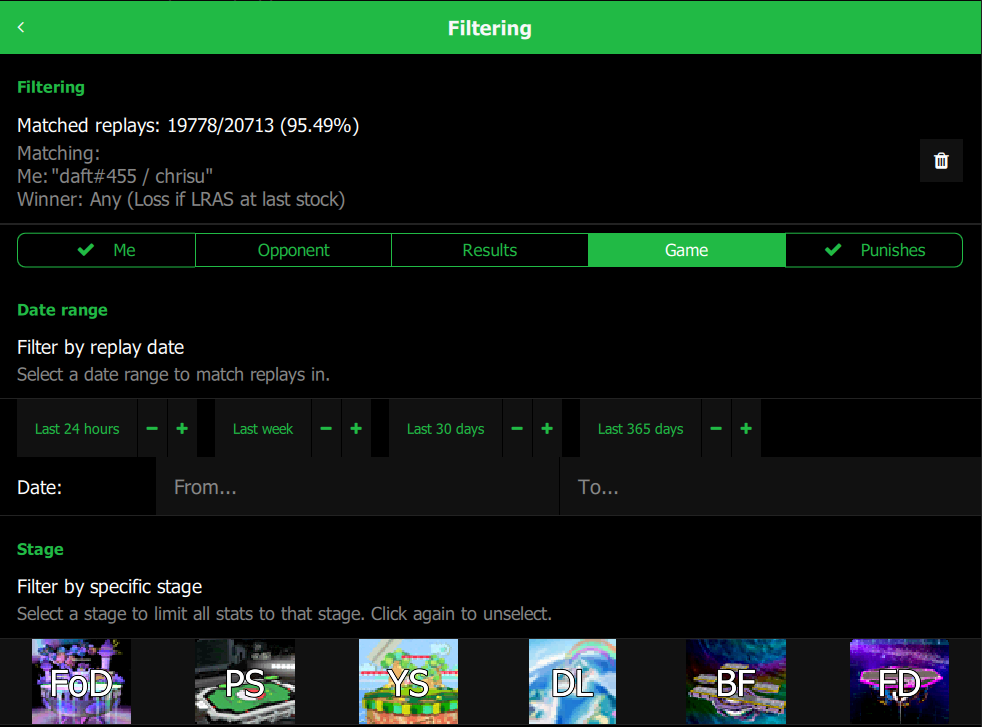 Filtering
Filtering
Matched replays: 19778/20713 (95.49%)
Matching:
Me: "daft#455 / chrisu"
Winner: Any (Loss if LRAS at last stock)
Me Opponent Results Game Punishes
Date range
Filter by replay date
Select a date range to match replays in.
Last 24 hours − + Last week − + Last 30 days − + Last 365 days − +
Date: From... To...
Stage
Filter by specific stage
Select a stage to limit all stats to that stage. Click again to unselect.
FoD PS YS DL BF FD